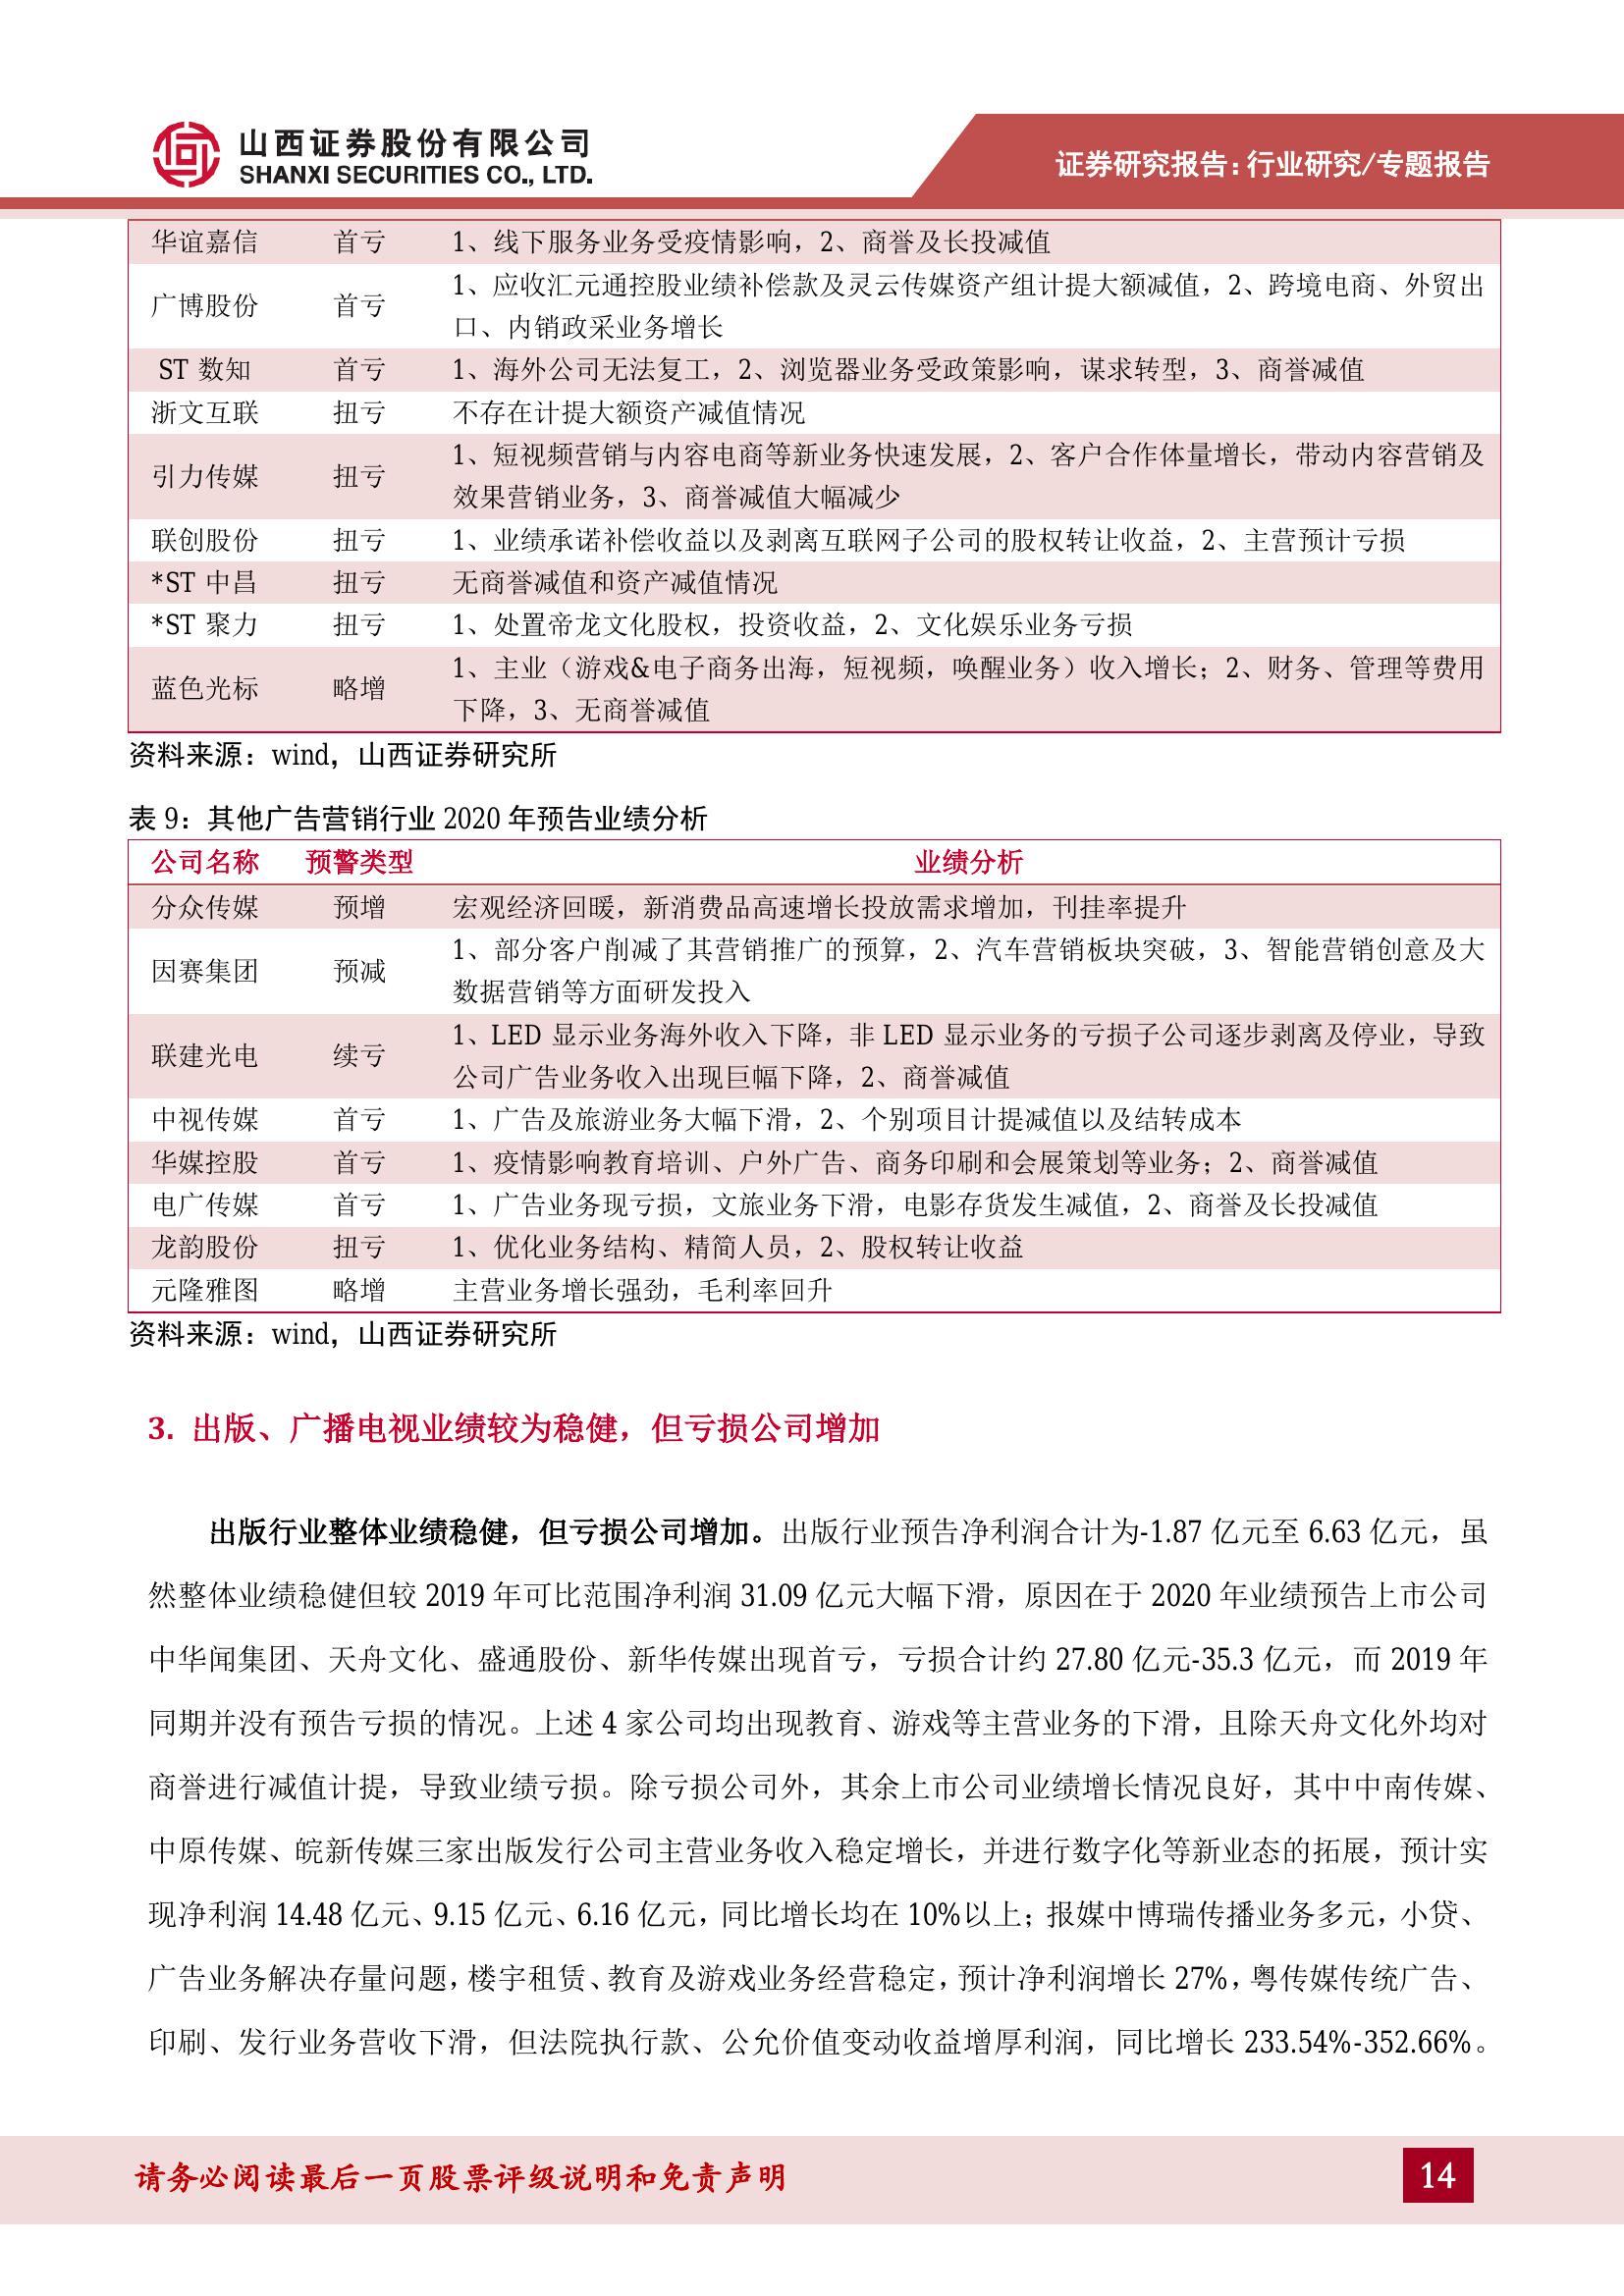 山西证券股份有限公司
SHANXI SECURITIES CO., LTD.
证券研究报告:行业研究/专题报告
华谊嘉信 首亏 1、线下服务业务受疫情影响，2、商誉及长投减值
广博股份 首亏 1、应收汇元通控股业绩补偿款及灵云传媒资产组计提大额减值，2、跨境电商、外贸出
口、内销政采业务增长
ST 数知 首亏 1、海外公司无法复工，2、浏览器业务受政策影响，谋求转型，3、商誉减值
浙文互联 扭亏 不存在计提大额资产减值情况
引力传媒 扭亏 1、短视频营销与内容电商等新业务快速发展，2、客户合作体量增长，带动内容营销及
效果营销业务，3、商誉减值大幅减少
联创股份 扭亏 1、业绩承诺补偿收益以及剥离互联网子公司的股权转让收益，2、主营预计亏损
*ST 中昌 扭亏 无商誉减值和资产减值情况
*ST 聚力 扭亏 1、处置帝龙文化股权，投资收益，2、文化娱乐业务亏损
蓝色光标 略增 1、主业（游戏&电子商务出海，短视频，唤醒业务）收入增长；2、财务、管理等费用
下降，3、无商誉减值
资料来源：wind，山西证券研究所
表 9：其他广告营销行业 2020 年预告业绩分析
公司名称 预警类型 业绩分析
分众传媒 预增 宏观经济回暖，新消费品高速增长投放需求增加，刊挂率提升
因赛集团 预减 1、部分客户削减了其营销推广的预算，2、汽车营销板块突破，3、智能营销创意及大
数据营销等方面研发投入
联建光电 续亏 1、LED 显示业务海外收入下降，非 LED 显示业务的亏损子公司逐步剥离及停业，导致
公司广告业务收入出现巨幅下降，2、商誉减值
中视传媒 首亏 1、广告及旅游业务大幅下滑，2、个别项目计提减值以及结转成本
华媒控股 首亏 1、疫情影响教育培训、户外广告、商务印刷和会展策划等业务；2、商誉减值
电广传媒 首亏 1、广告业务现亏损，文旅业务下滑，电影存货发生减值，2、商誉及长投减值
龙韵股份 扭亏 1、优化业务结构、精简人员，2、股权转让收益
元隆雅图 略增 主营业务增长强劲，毛利率回升
资料来源：wind，山西证券研究所
3. 出版、广播电视业绩较为稳健，但亏损公司增加
出版行业整体业绩稳健，但亏损公司增加。出版行业预告净利润合计为-1.87 亿元至 6.63 亿元，虽
然整体业绩稳健但较 2019 年可比范围净利润 31.09 亿元大幅下滑，原因在于 2020 年业绩预告上市公司
中华闻集团、天舟文化、盛通股份、新华传媒出现首亏，亏损合计约 27.80 亿元-35.3 亿元，而 2019 年
同期并没有预告亏损的情况。上述 4 家公司均出现教育、游戏等主营业务的下滑，且除天舟文化外均对
商誉进行减值计提，导致业绩亏损。除亏损公司外，其余上市公司业绩增长情况良好，其中中南传媒、
中原传媒、皖新传媒三家出版发行公司主营业务收入稳定增长，并进行数字化等新业态的拓展，预计实
现净利润 14.48 亿元、9.15 亿元、6.16 亿元，同比增长均在 10%以上；报媒中博瑞传播业务多元，小贷、
广告业务解决存量问题，楼宇租赁、教育及游戏业务经营稳定，预计净利润增长 27%，粤传媒传统广告、
印刷、发行业务营收下滑，但法院执行款、公允价值变动收益增厚利润，同比增长 233.54%-352.66%。
请务必阅读最后一页股票评级说明和免责声明
14